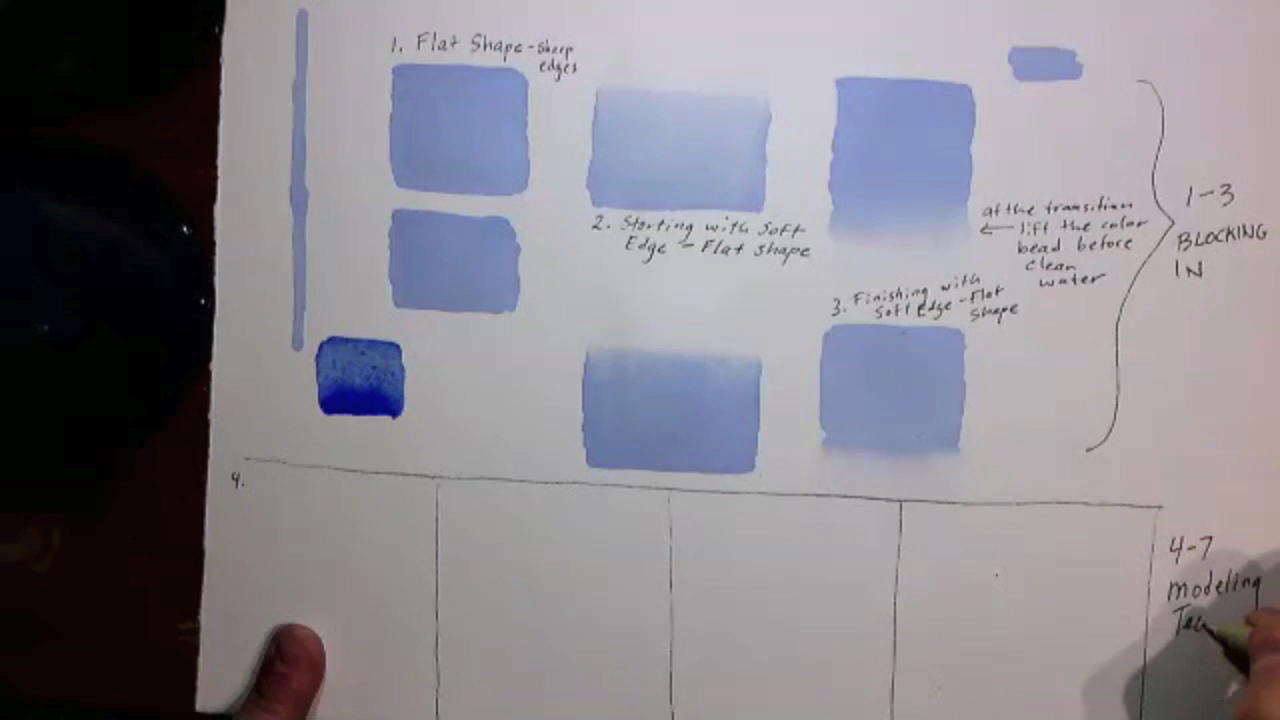 1. Flat Shape - sharp
edges
2. Starting with Soft
Edge - Flat shape
at the transition
← lift the color
bead before
clean
water
3. Finishing with
Soft Edge - Flat
Shape
1-3
BLOCKING
IN
4.
4-7
modeling
Tec